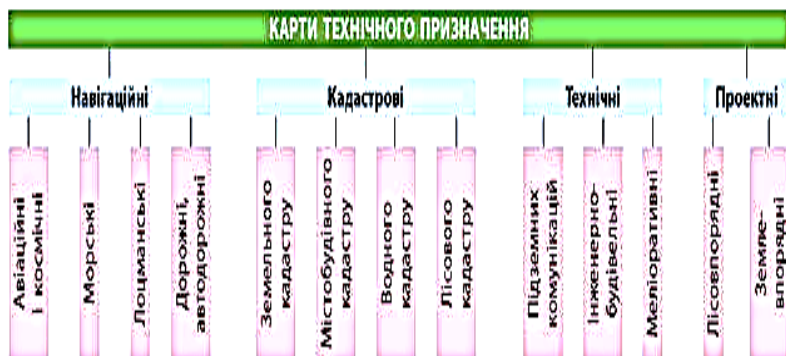 КАРТИ ТЕХНІЧНОГО ПРИЗНАЧЕННЯ
Навігаційні
Кадастрові
Технічні
Проектні
Авіаційні
і космічні
Морські
Лоцманські
Дорожні,
автодорожні
Земельного
кадастру
Містобудівного
кадастру
Водного
кадастру
Лісового
кадастру
Підземних
комунікацій
Інженерно-
будівельні
Меліоративні
Лісовпорядні
Земле-
впорядні